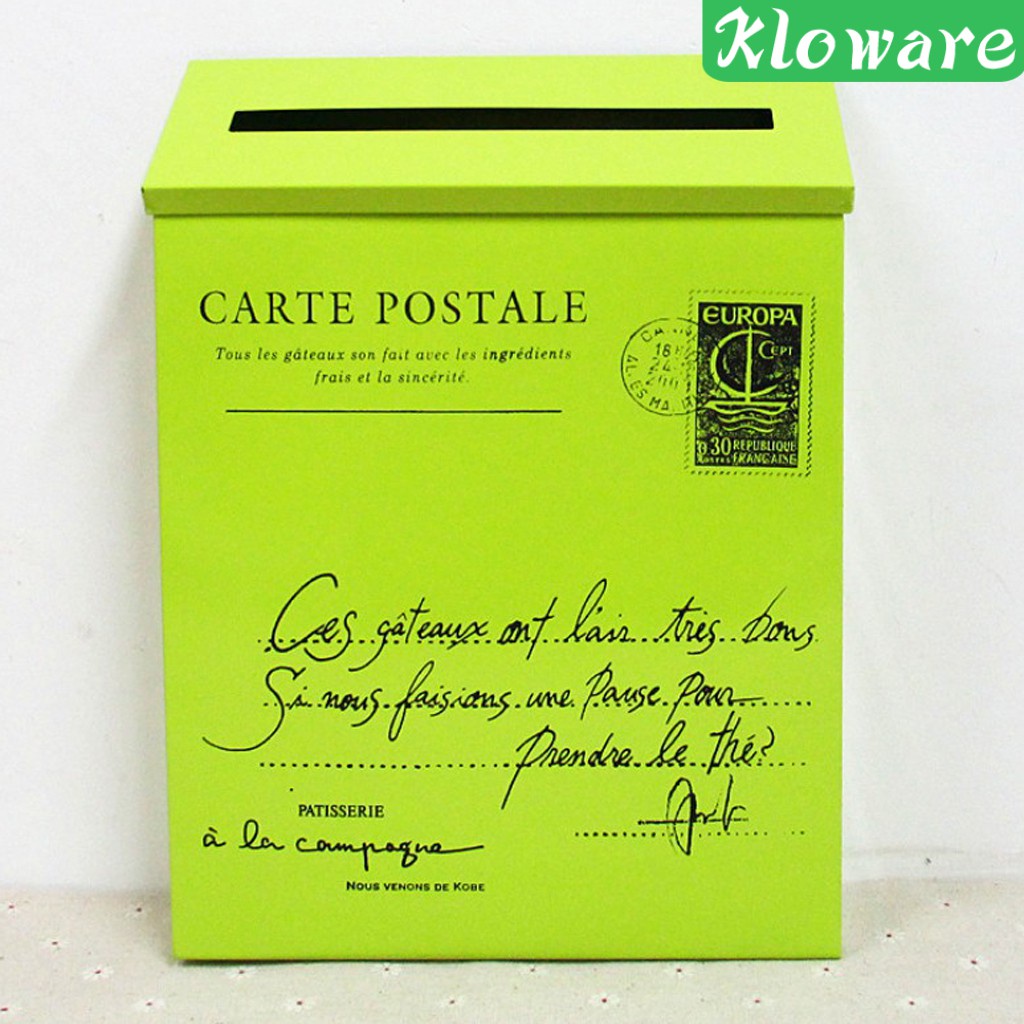 Kloware
CARTE POSTALE
Tous les gâteaux son fait avec les ingrédients
frais et la sincérité.
EUROPA
CEPT
0.30 REPUBLIQUE
POSTES FRANÇAISE
Ces gâteaux ont l'air très bons
Si nous faisions une Pause Pour
Prendre le thé?
PATISSERIE
à la campagne
NOUS VENONS DE KOBE